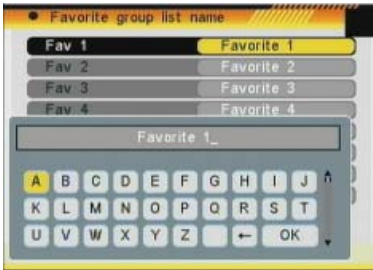 Favorite group list name
Fav 1 Favorite 1
Fav 2 Favorite 2
Fav 3 Favorite 3
Fav 4 Favorite 4
Favorite 1_
A B C D E F G H I J
K L M N O P Q R S T
U V W X Y Z ← OK